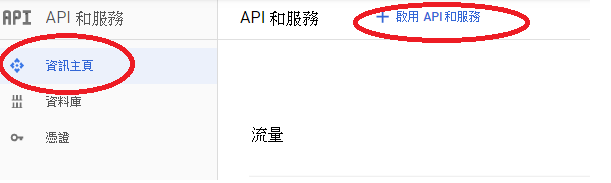 API API 和服務
API 和服務
+ 啟用 API 和服務
資訊主頁
資料庫
憑證
流量